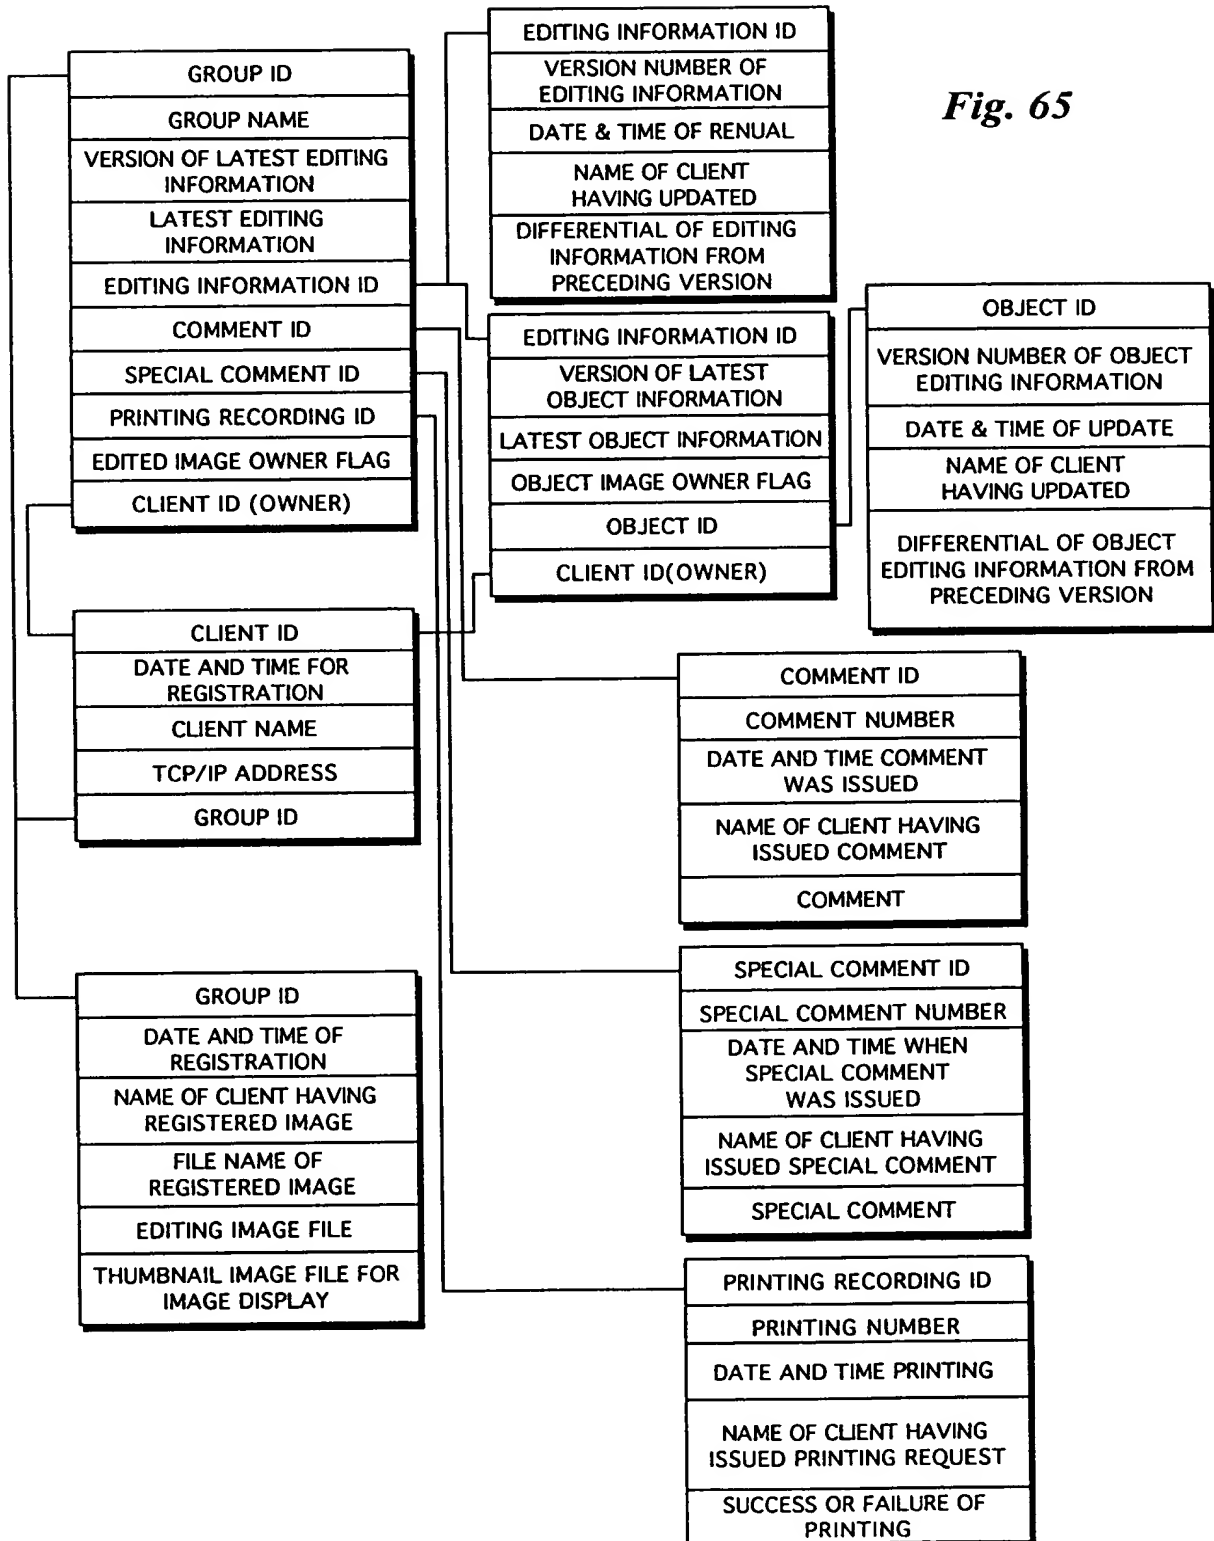 Fig. 65
GROUP ID
GROUP NAME
VERSION OF LATEST EDITING
INFORMATION
LATEST EDITING
INFORMATION
EDITING INFORMATION ID
COMMENT ID
SPECIAL COMMENT ID
PRINTING RECORDING ID
EDITED IMAGE OWNER FLAG
CLIENT ID (OWNER)
CLIENT ID
DATE AND TIME FOR
REGISTRATION
CLIENT NAME
TCP/IP ADDRESS
GROUP ID
GROUP ID
DATE AND TIME OF
REGISTRATION
NAME OF CLIENT HAVING
REGISTERED IMAGE
FILE NAME OF
REGISTERED IMAGE
EDITING IMAGE FILE
THUMBNAIL IMAGE FILE FOR
IMAGE DISPLAY
EDITING INFORMATION ID
VERSION NUMBER OF
EDITING INFORMATION
DATE & TIME OF RENUAL
NAME OF CLIENT
HAVING UPDATED
DIFFERENTIAL OF EDITING
INFORMATION FROM
PRECEDING VERSION
EDITING INFORMATION ID
VERSION OF LATEST
OBJECT INFORMATION
LATEST OBJECT INFORMATION
OBJECT IMAGE OWNER FLAG
OBJECT ID
CLIENT ID(OWNER)
OBJECT ID
VERSION NUMBER OF OBJECT
EDITING INFORMATION
DATE & TIME OF UPDATE
NAME OF CLIENT
HAVING UPDATED
DIFFERENTIAL OF OBJECT
EDITING INFORMATION FROM
PRECEDING VERSION
COMMENT ID
COMMENT NUMBER
DATE AND TIME COMMENT
WAS ISSUED
NAME OF CLIENT HAVING
ISSUED COMMENT
COMMENT
SPECIAL COMMENT ID
SPECIAL COMMENT NUMBER
DATE AND TIME WHEN
SPECIAL COMMENT
WAS ISSUED
NAME OF CLIENT HAVING
ISSUED SPECIAL COMMENT
SPECIAL COMMENT
PRINTING RECORDING ID
PRINTING NUMBER
DATE AND TIME PRINTING
NAME OF CLIENT HAVING
ISSUED PRINTING REQUEST
SUCCESS OR FAILURE OF
PRINTING